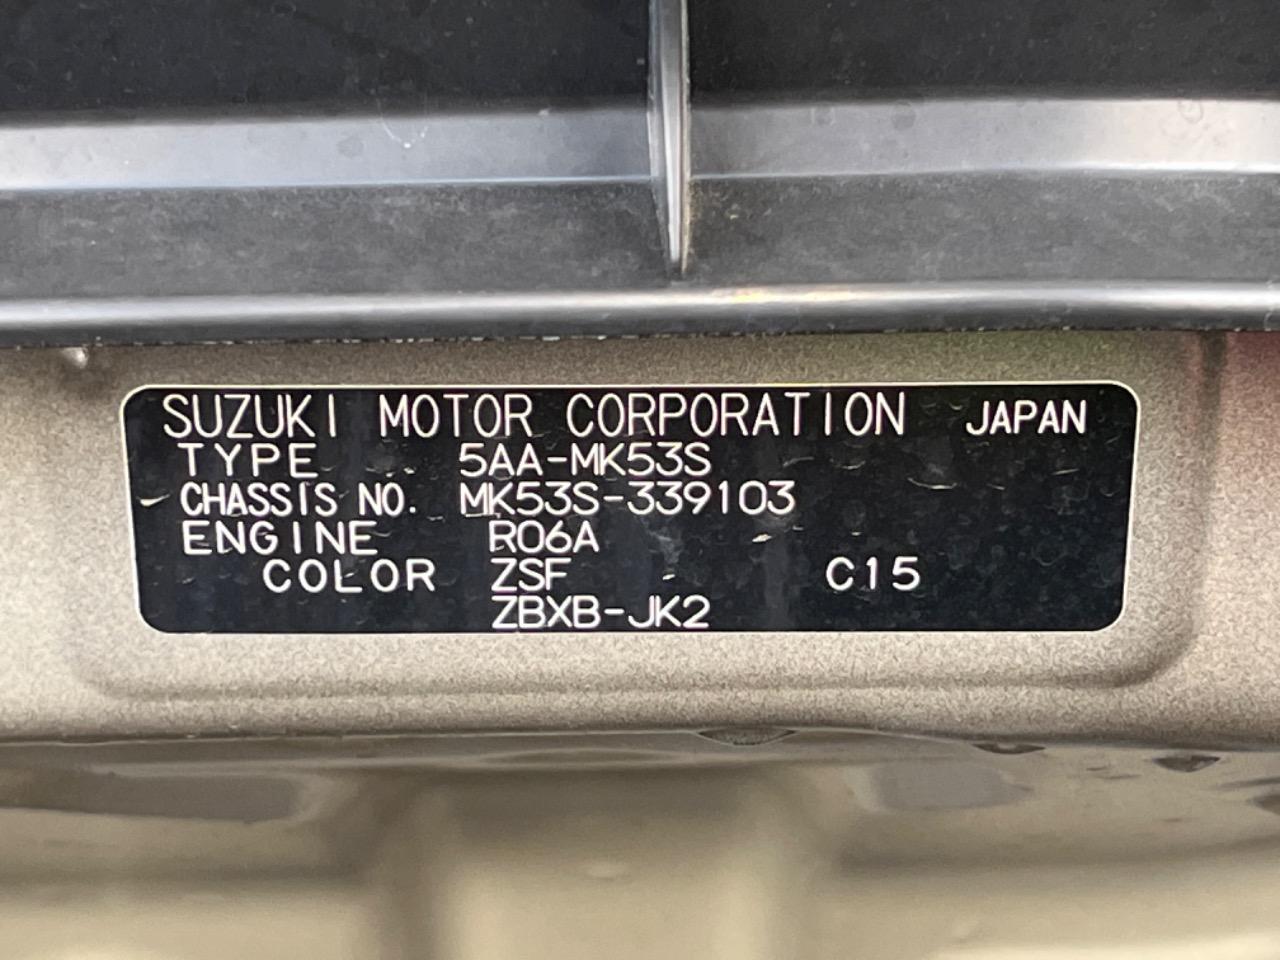 SUZUKI MOTOR CORPORATION JAPAN
TYPE 5AA-MK53S
CHASSIS NO. MK53S-339103
ENGINE R06A
COLOR ZSF C15
ZBXB-JK2